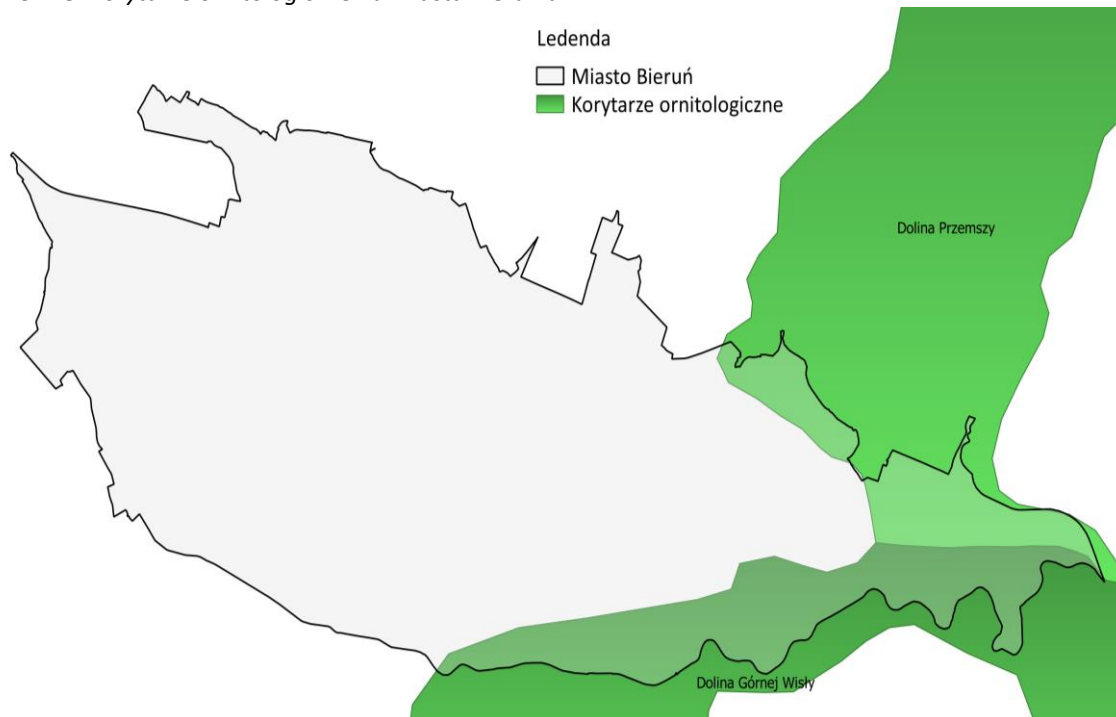 Ledenda
Miasto Bieruń
Korytarze ornitologiczne
Dolina Przemszy
Dolina Górnej Wisły